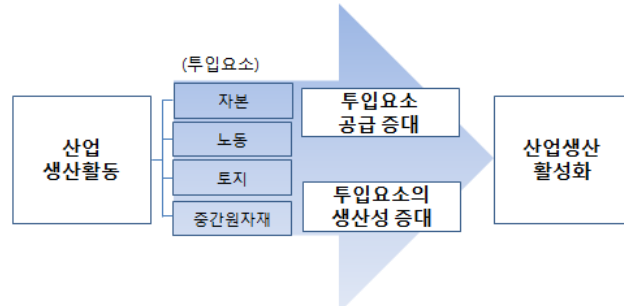 (투입요소)
산업
생산활동
자본
노동
토지
중간원자재
투입요소
공급 증대
투입요소의
생산성 증대
산업생산
활성화